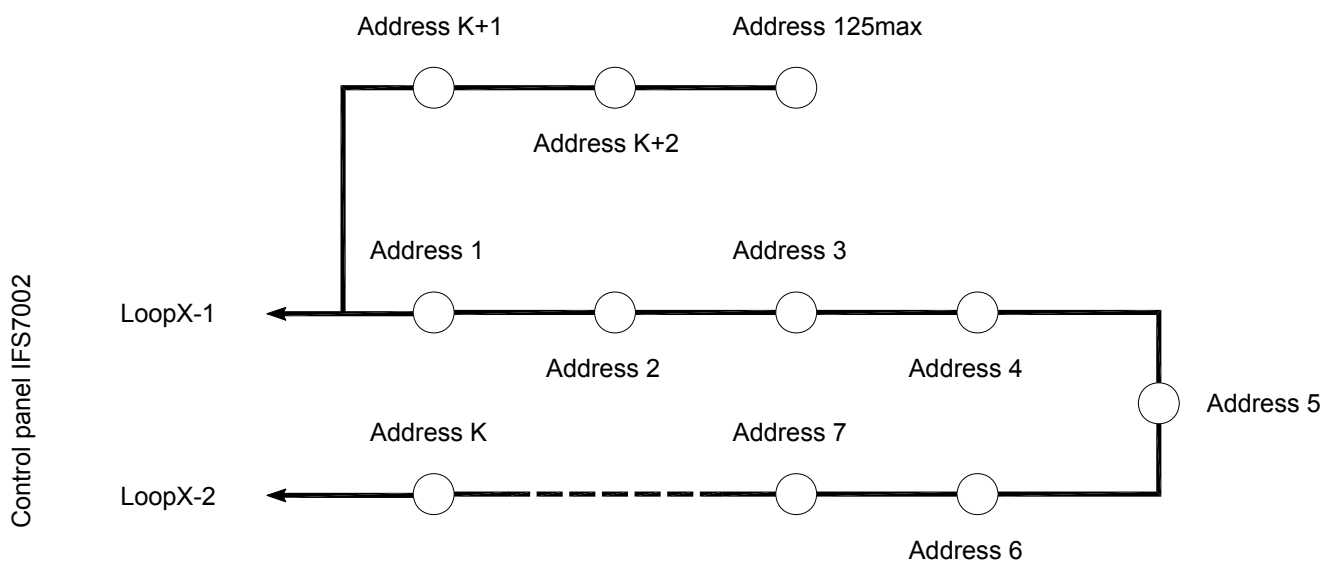 Address K+1
Address 125max
Address K+2
Address 1
Address 3
LoopX-1
Address 2
Address 4
Address 5
Address K
Address 7
LoopX-2
Address 6
Control panel IFS7002